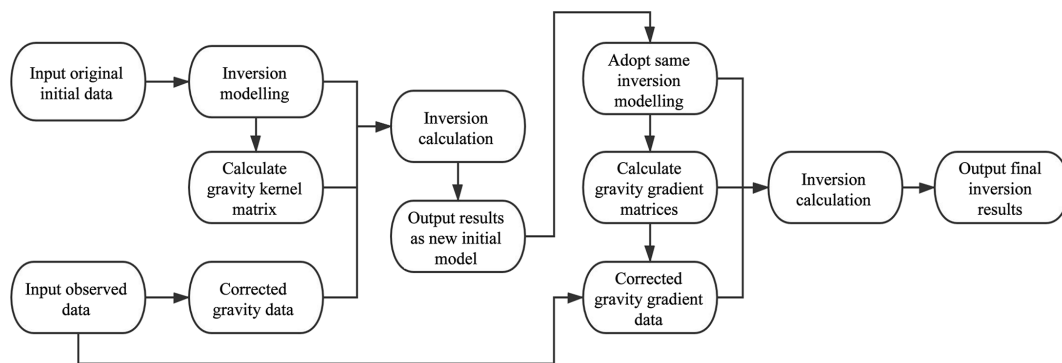 Input original
initial data
Inversion
modelling
Calculate
gravity kernel
matrix
Input observed
data
Corrected
gravity data
Inversion
calculation
Output results
as new initial
model
Adopt same
inversion
modelling
Calculate
gravity gradient
matrices
Corrected
gravity gradient
data
Inversion
calculation
Output final
inversion
results